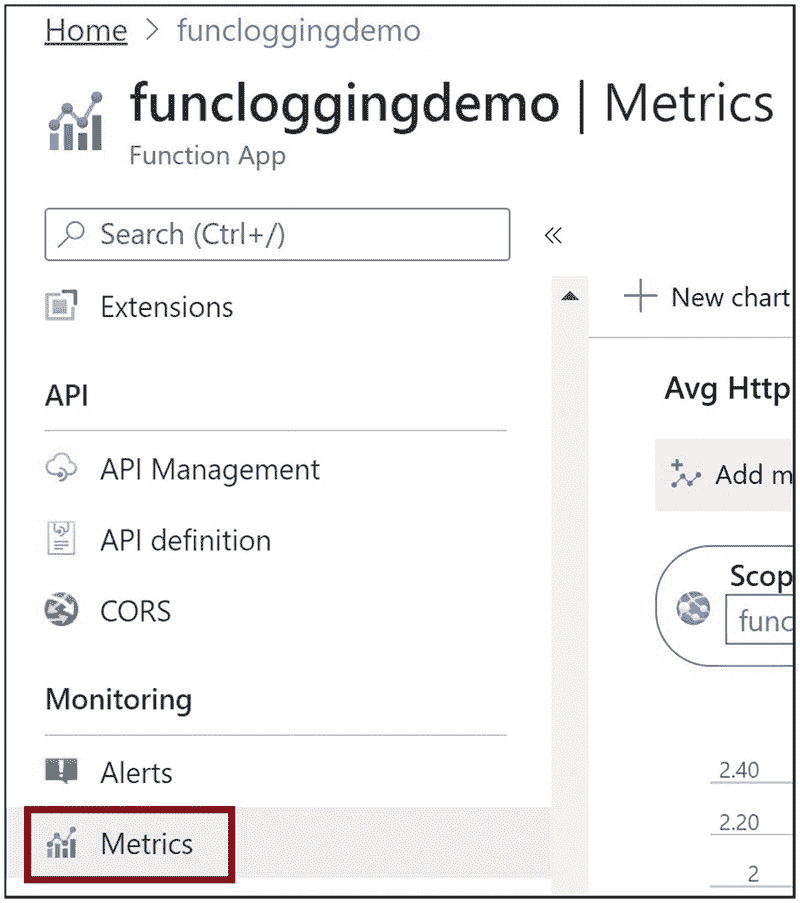 Home > funcloggingdemo
funcloggingdemo | Metrics
Function App
Search (Ctrl+/)
«
Extensions
API
API Management
API definition
CORS
Monitoring
Alerts
Metrics
New chart
Avg Http
Add m
Scop
func
2.40
2.20
2